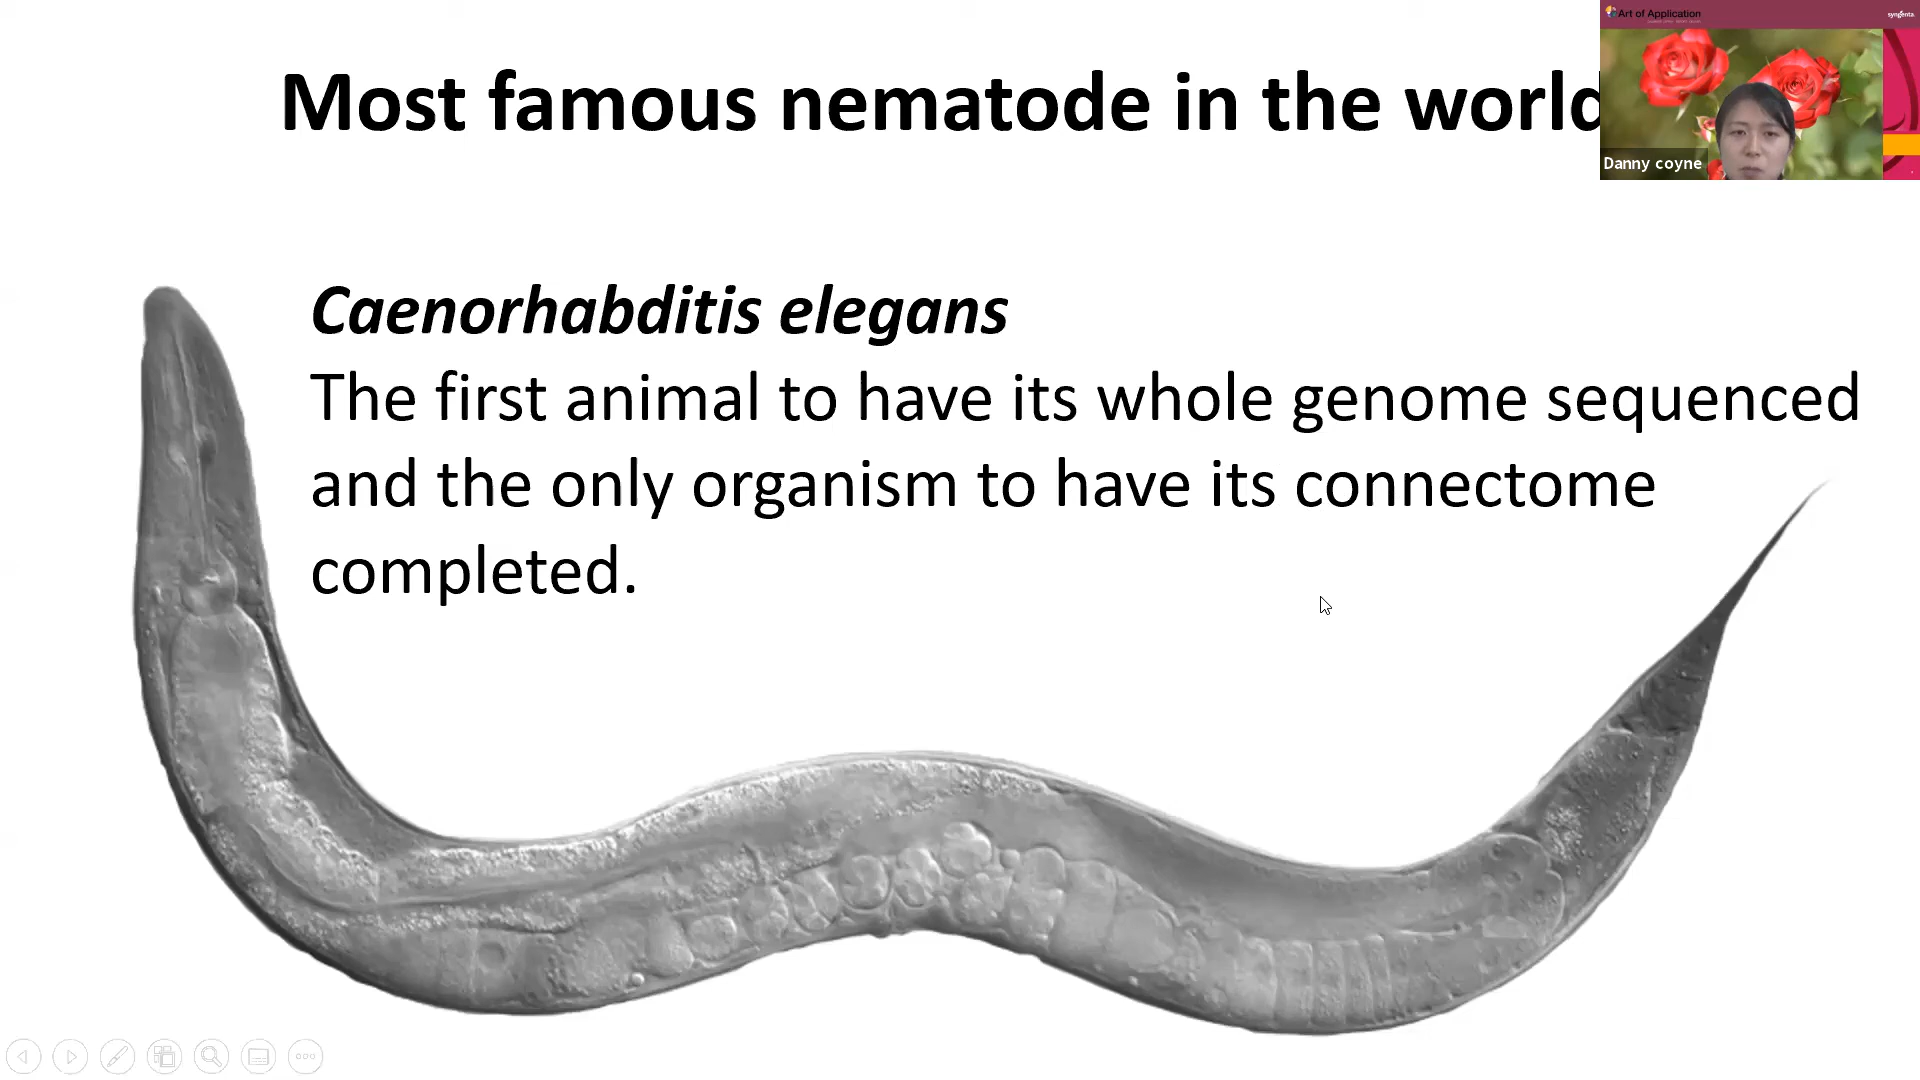 Most famous nematode in the world
Art of Application
syngenta
Danny coyne
Caenorhabditis elegans
The first animal to have its whole genome sequenced
and the only organism to have its connectome
completed.